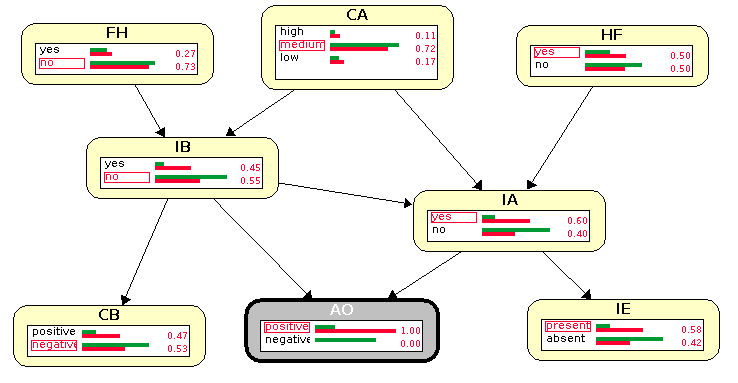 FH
yes 0.27
no 0.73
CA
high 0.11
medium 0.72
low 0.17
HF
yes 0.50
no 0.50
IB
yes 0.45
no 0.55
IA
yes 0.60
no 0.40
CB
positive 0.47
negative 0.53
AO
positive 1.00
negative 0.00
IE
present 0.58
absent 0.42